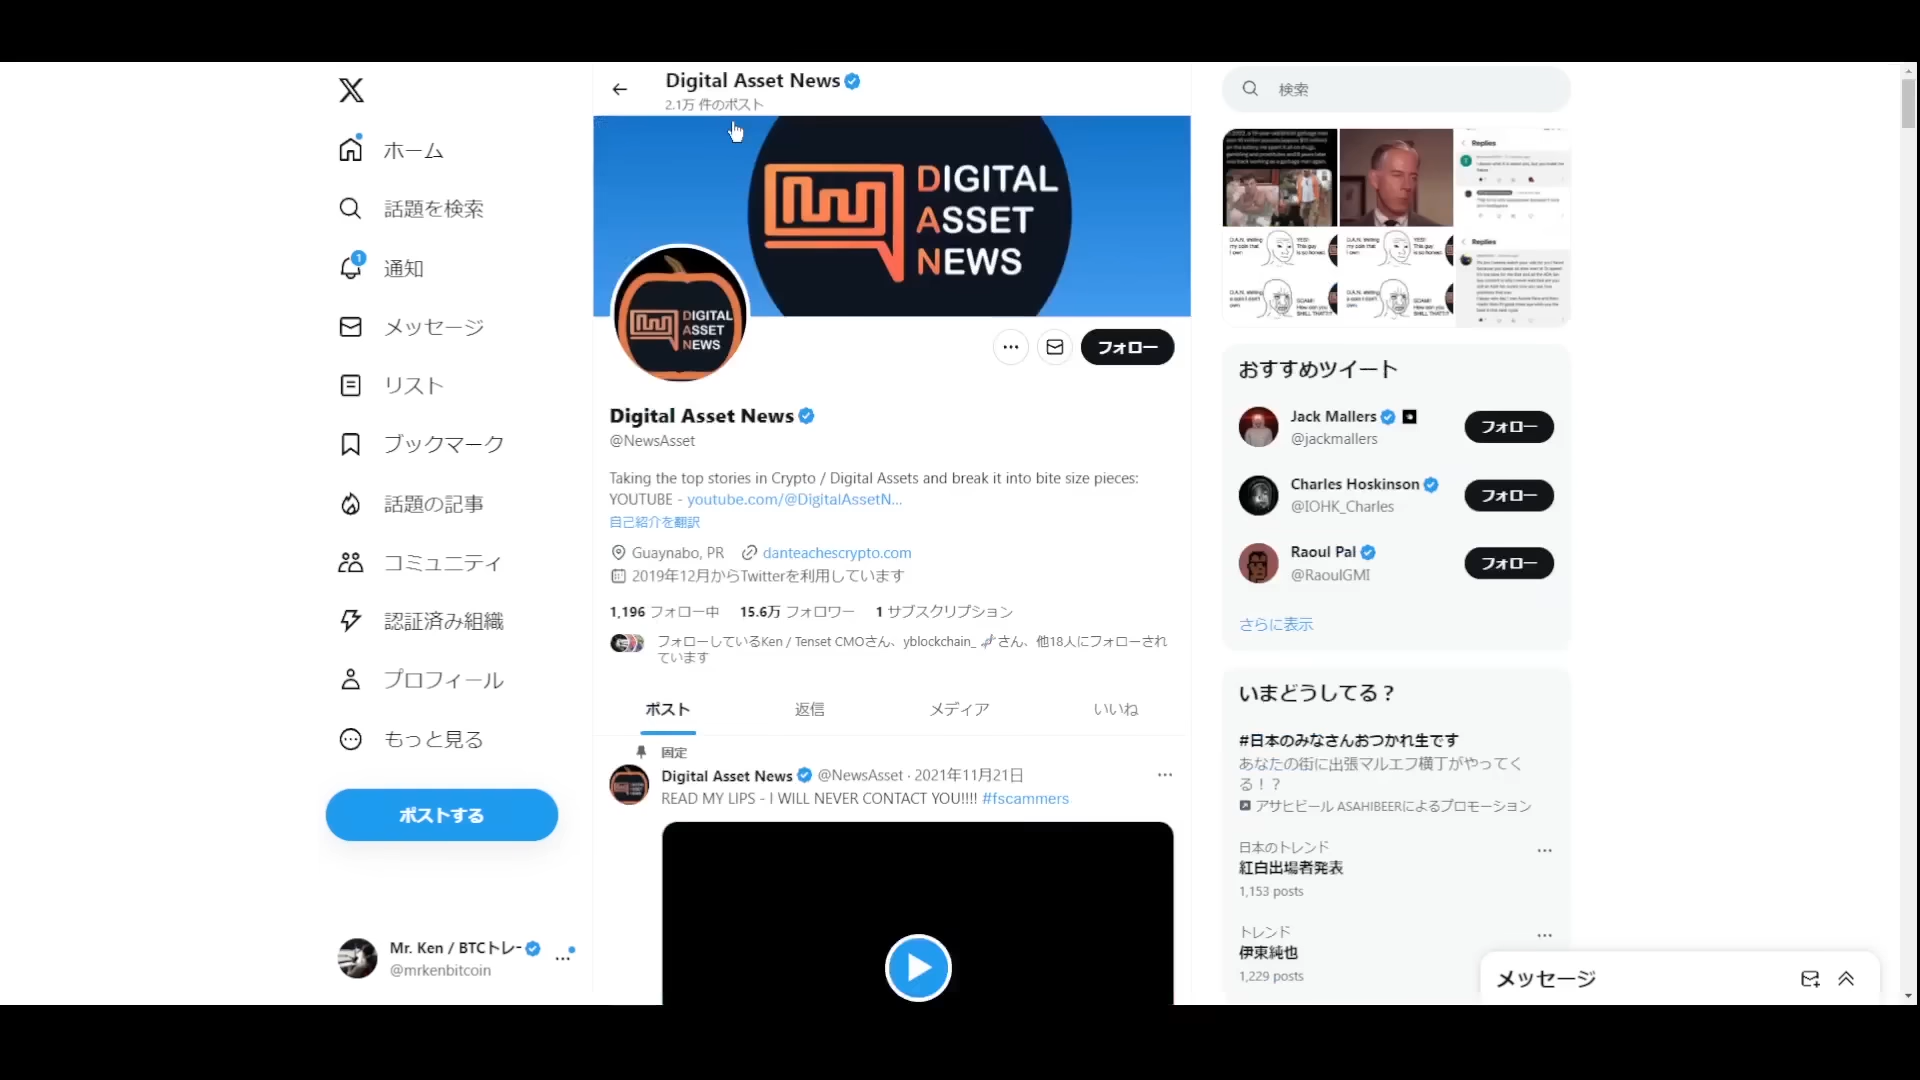 ホーム
話題を検索
1
通知
メッセージ
リスト
ブックマーク
話題の記事
コミュニティ
認証済み組織
プロフィール
もっと見る
ポストする
Mr. Ken / BTCトレ-
@mrkenbitcoin
Digital Asset News
2.1万 件のポスト
DIGITAL
ASSET
NEWS
DIGITAL
ASSET
NEWS
フォロー
Digital Asset News
@NewsAsset
Taking the top stories in Crypto / Digital Assets and break it into bite size pieces:
YOUTUBE - youtube.com/@DigitalAssetN...
自己紹介を翻訳
Guaynabo, PR danteachescrypto.com
2019年12月からTwitterを利用しています
1,196 フォロー中 15.6万 フォロワー 1 サブスクリプション
フォローしているKen / Tenset CMOさん、yblockchain_ さん、他18人にフォローされ
ています
ポスト 返信 メディア いいね
固定
Digital Asset News @NewsAsset · 2021年11月21日
READ MY LIPS - I WILL NEVER CONTACT YOU!!!! #fscammers
検索
Replies
Replies
おすすめツイート
Jack Mallers
@jackmallers
フォロー
Charles Hoskinson
@IOHK_Charles
フォロー
Raoul Pal
@RaoulGMI
フォロー
さらに表示
いまどうしてる？
#日本のみなさんおつかれ生です
あなたの街に出張マルエフ横丁がやってく
る！？
アサヒビール ASAHIBEERによるプロモーション
日本のトレンド
紅白出場者発表
1,153 posts
トレンド
伊東純也
1,229 posts
メッセージ